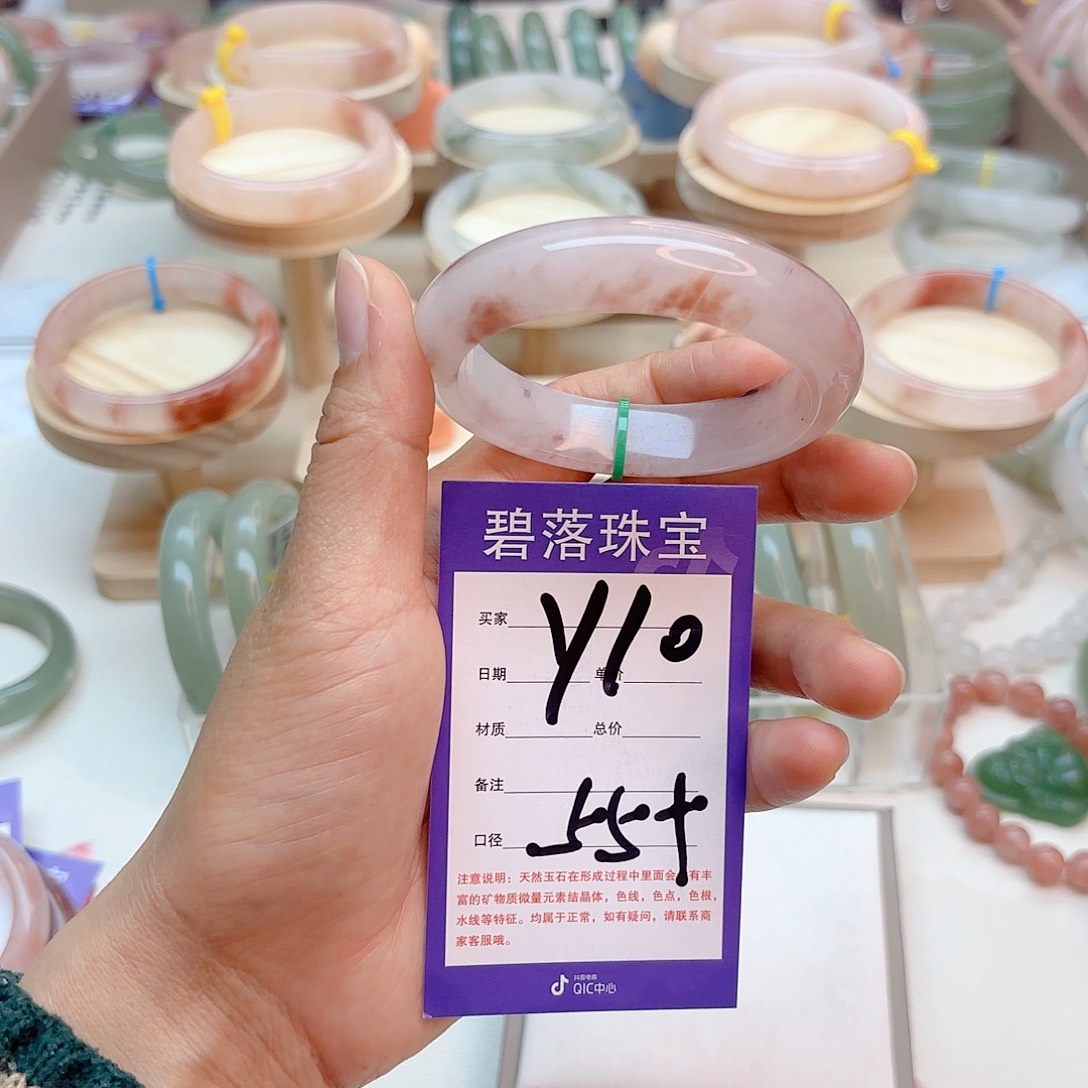 碧落珠宝
买家
Y10
日期 单价
材质 总价
备注
口径 55+
注意说明：天然玉石在形成过程中里面会 有丰
富的矿物质微量元素结晶体，色线，色点，色根，
水线等特征。均属于正常，如有疑问，请联系商
家客服哦。
抖音电商
QIC中心